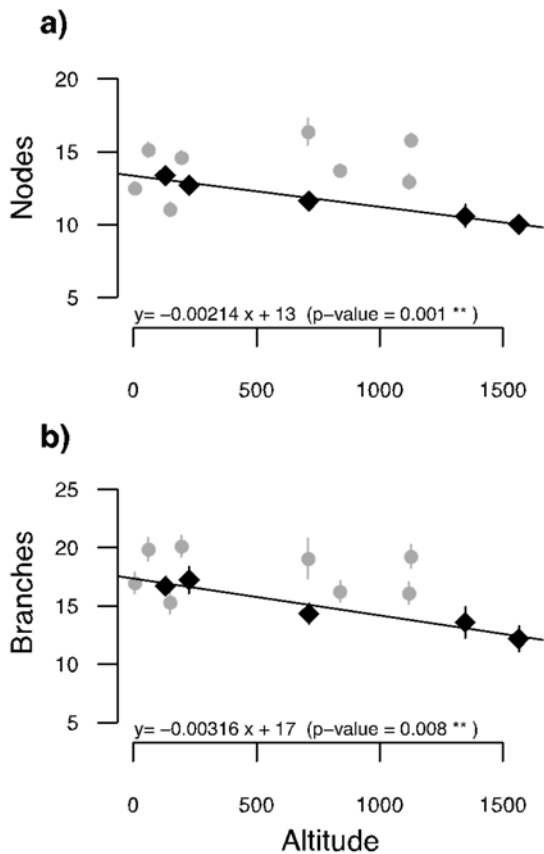 a)
20
15
10
5
Nodes
y= −0.00214 x + 13 (p−value = 0.001 ** )
0 500 1000 1500
b)
25
20
15
10
5
Branches
y= −0.00316 x + 17 (p−value = 0.008 ** )
0 500 1000 1500
Altitude